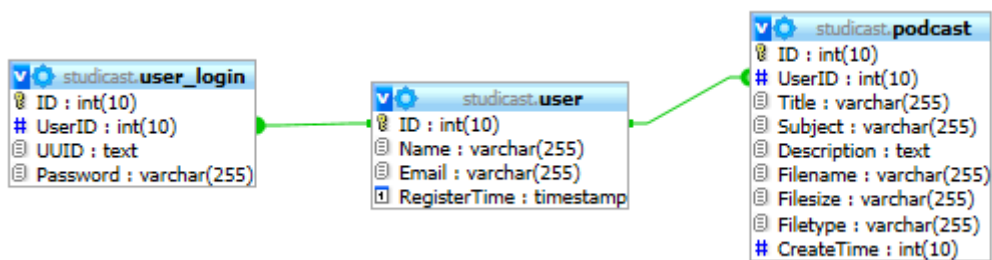 studicast.user_login
ID : int(10)
UserID : int(10)
UUID : text
Password : varchar(255)
studicast.user
ID : int(10)
Name : varchar(255)
Email : varchar(255)
RegisterTime : timestamp
studicast.podcast
ID : int(10)
UserID : int(10)
Title : varchar(255)
Subject : varchar(255)
Description : text
Filename : varchar(255)
Filesize : varchar(255)
Filetype : varchar(255)
CreateTime : int(10)